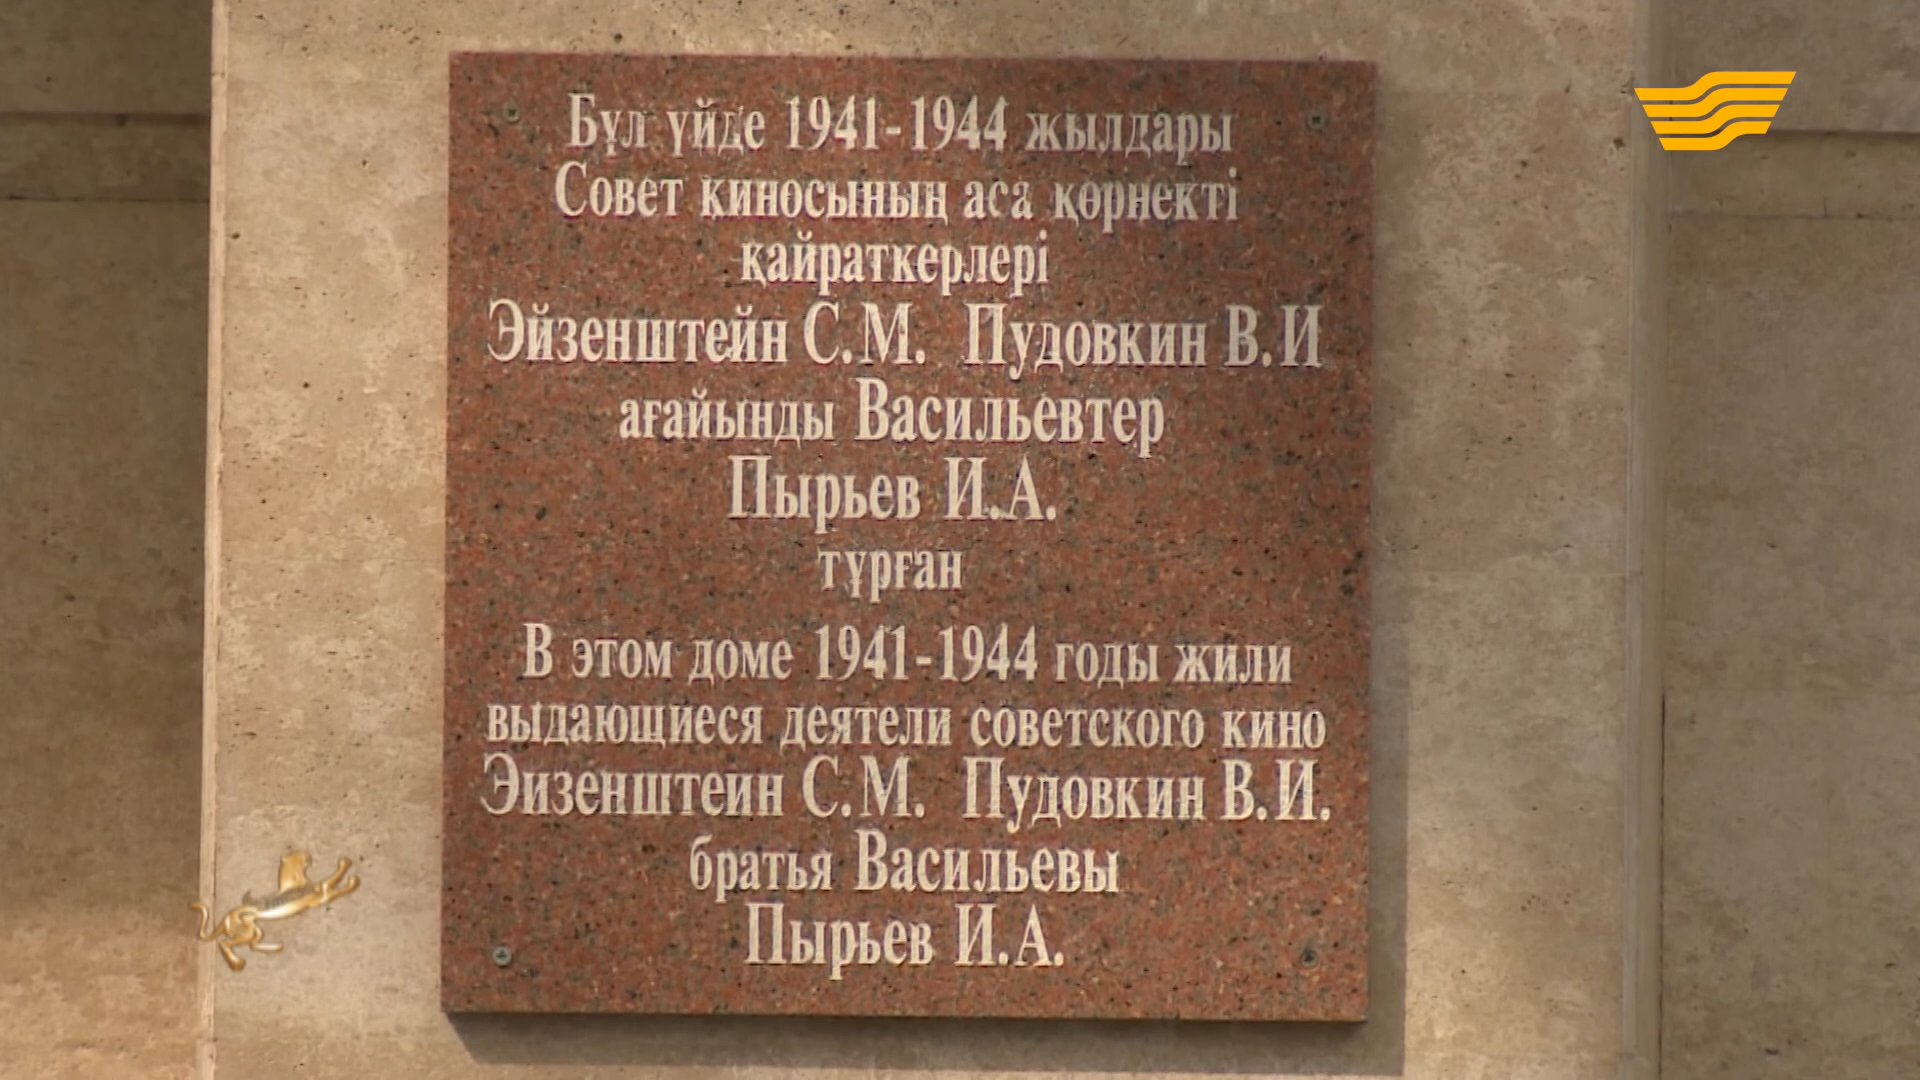 Бұл үйде 1941-1944 жылдары
Совет киносының аса көрнекті
қайраткерлері
Эйзенштейн С.М. Пудовкин В.И
ағайынды Васильевтер
Пырьев И.А.
тұрған
В этом доме 1941-1944 годы жили
выдающиеся деятели советского кино
Эизенштеин С.М. Пудовкин В.И.
братья Васильевы
Пырьев И.А.